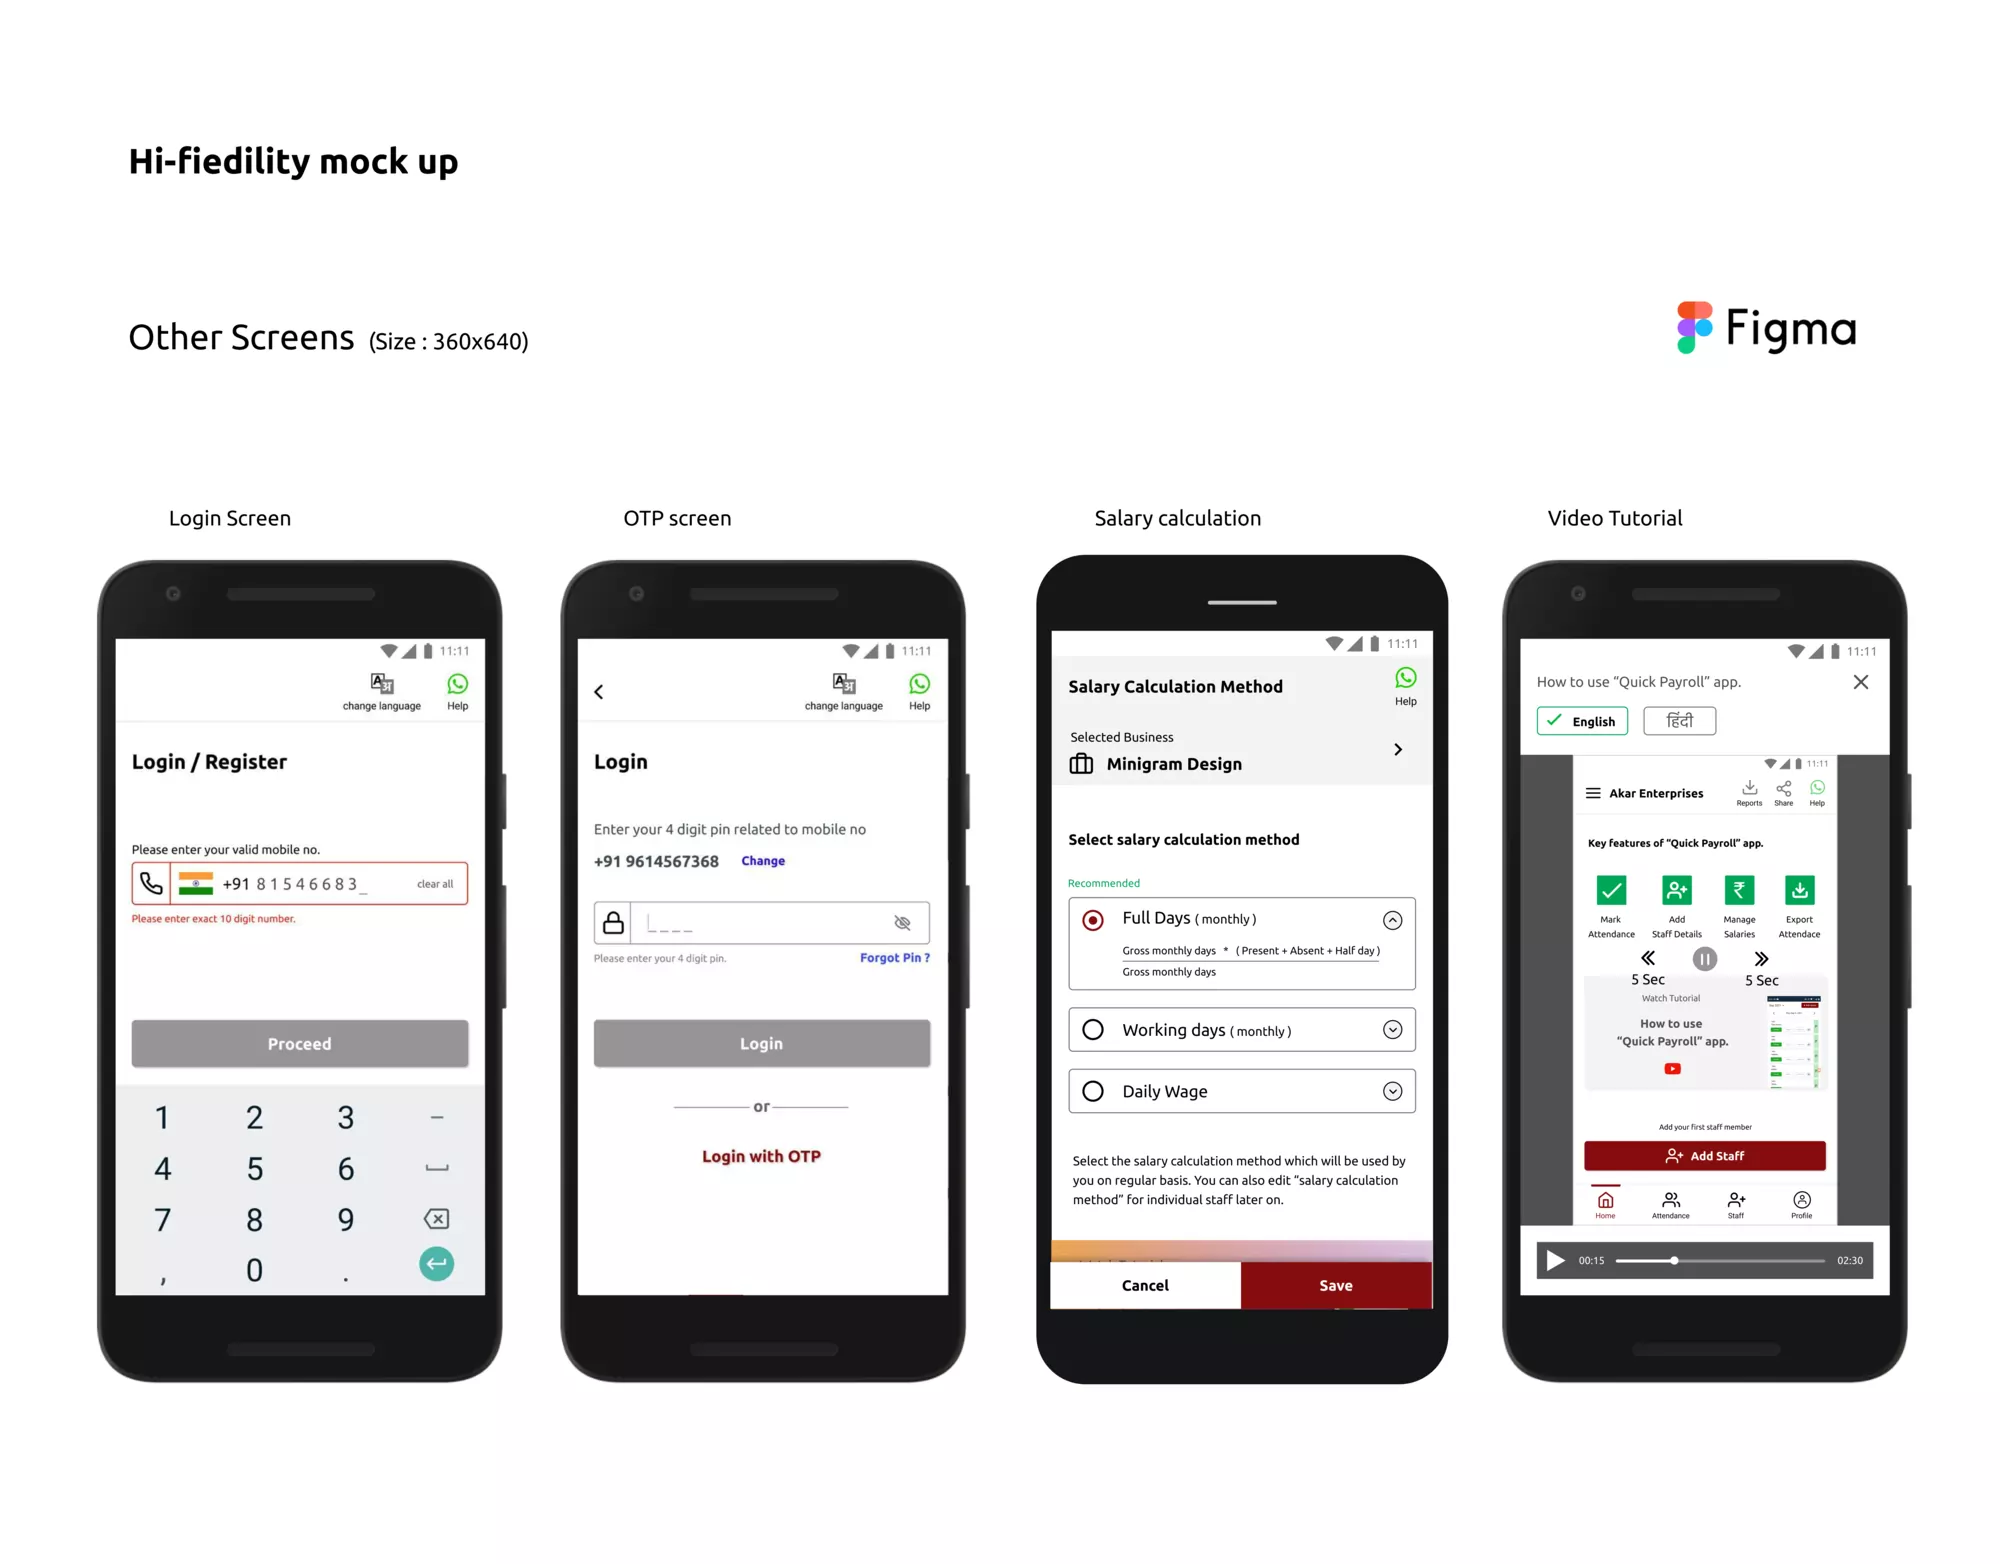 Hi-fiedility mock up
Other Screens (Size : 360x640)
Figma
Login Screen
11:11
change language
Help
Login / Register
Please enter your valid mobile no.
+91 8 1 5 4 6 6 8 3 _
clear all
Please enter exact 10 digit number.
Proceed
1 2 3 –
4 5 6
7 8 9
, 0 .
OTP screen
11:11
change language
Help
Login
Enter your 4 digit pin related to mobile no
+91 9614567368 Change
Please enter your 4 digit pin.
Forgot Pin ?
Login
or
Login with OTP
Salary calculation
11:11
Salary Calculation Method
Help
Selected Business
Minigram Design
Select salary calculation method
Recommended
Full Days ( monthly )
Gross monthly days * ( Present + Absent + Half day )
Gross monthly days
Working days ( monthly )
Daily Wage
Select the salary calculation method which will be used by
you on regular basis. You can also edit “salary calculation
method” for individual staff later on.
Cancel
Save
Video Tutorial
11:11
How to use “Quick Payroll” app.
English
हिंदी
11:11
Akar Enterprises
Reports
Share
Help
Key features of “Quick Payroll” app.
Mark
Attendance
Add
Staff Details
Manage
Salaries
Export
Attendace
5 Sec
5 Sec
Watch Tutorial
How to use
“Quick Payroll” app.
Add your first staff member
Add Staff
Home
Attendance
Staff
Profile
00:15
02:30